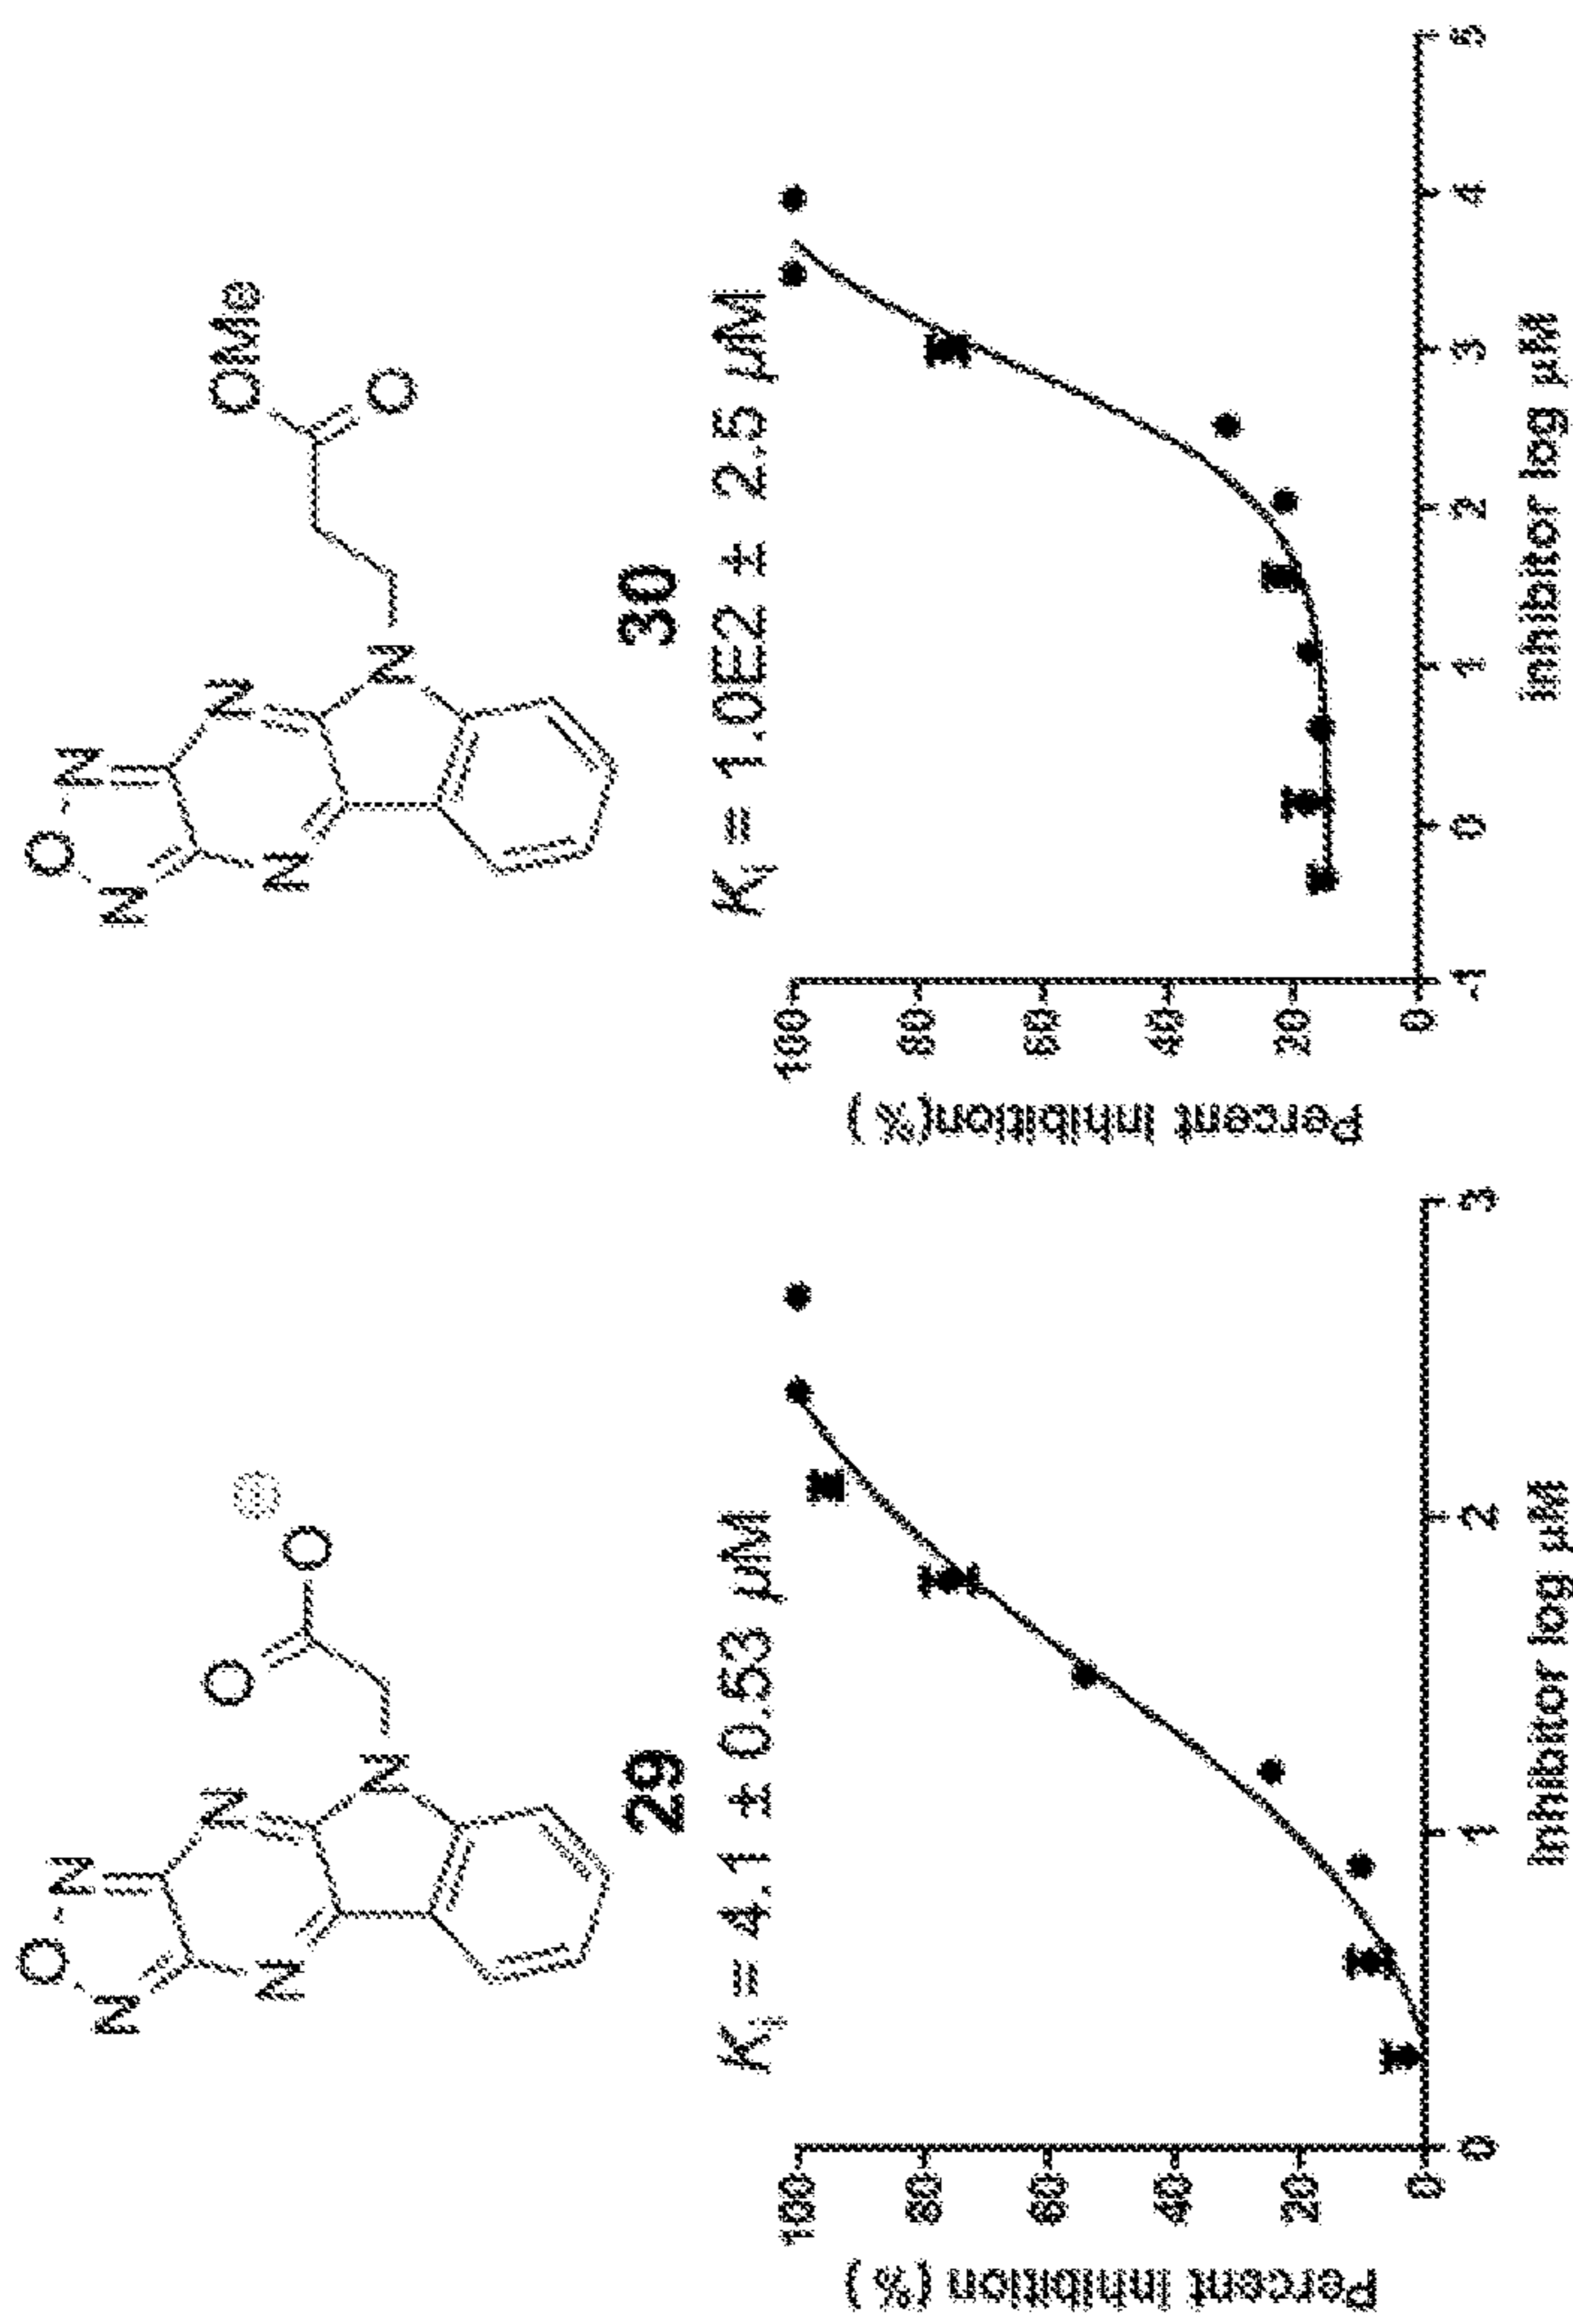 O
N
N
N
N
N
O
O
⊖
29
Kᵢ = 4.1 ± 0.53 µM
Percent inhibition (%)
100
80
60
40
20
0
0
1
2
3
Inhibitor log µM
O
N
N
N
N
N
OMe
O
30
Kᵢ = 1.0E2 ± 2.5 µM
Percent inhibition(%)
100
80
60
40
20
0
-1
0
1
2
3
4
5
Inhibitor log µM